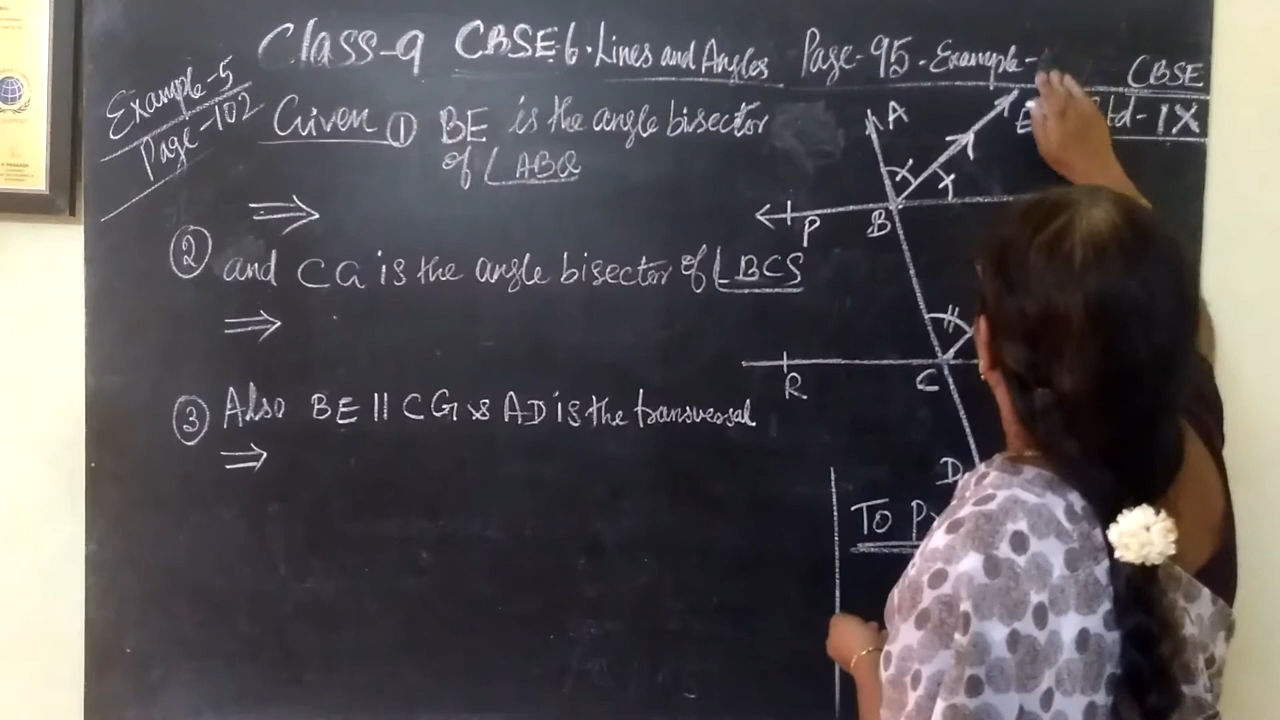 Class-9 CBSE-6. Lines and Angles Page-95. Example-
CBSE
Std-IX
Example-5
Page-102
Given ① BE is the angle bisector
of ∠ABQ
⇒
② and CG is the angle bisector of ∠BCS
⇒
③ Also BE || CG & AD is the transversal
⇒
A
E
x
x
P
B
R
C
D
To